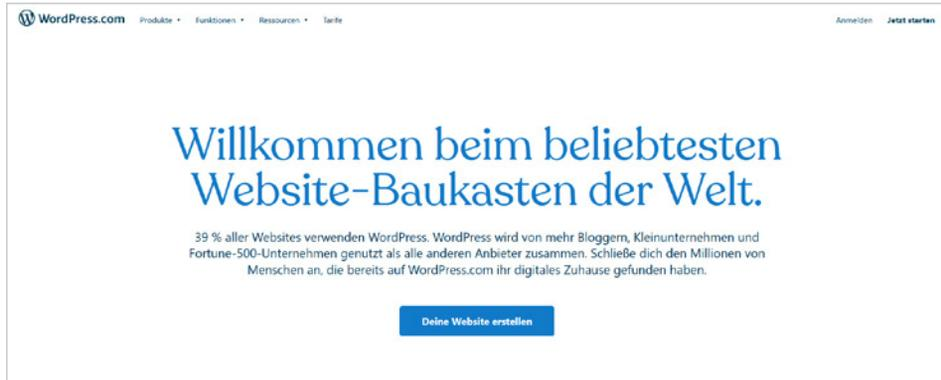 WordPress.com Produkte Funktionen Ressourcen Tarife Anmelden Jetzt starten
Willkommen beim beliebtesten
Website-Baukasten der Welt.
39 % aller Websites verwenden WordPress. WordPress wird von mehr Bloggern, Kleinunternehmen und
Fortune-500-Unternehmen genutzt als alle anderen Anbieter zusammen. Schließe dich den Millionen von
Menschen an, die bereits auf WordPress.com ihr digitales Zuhause gefunden haben.
Deine Website erstellen